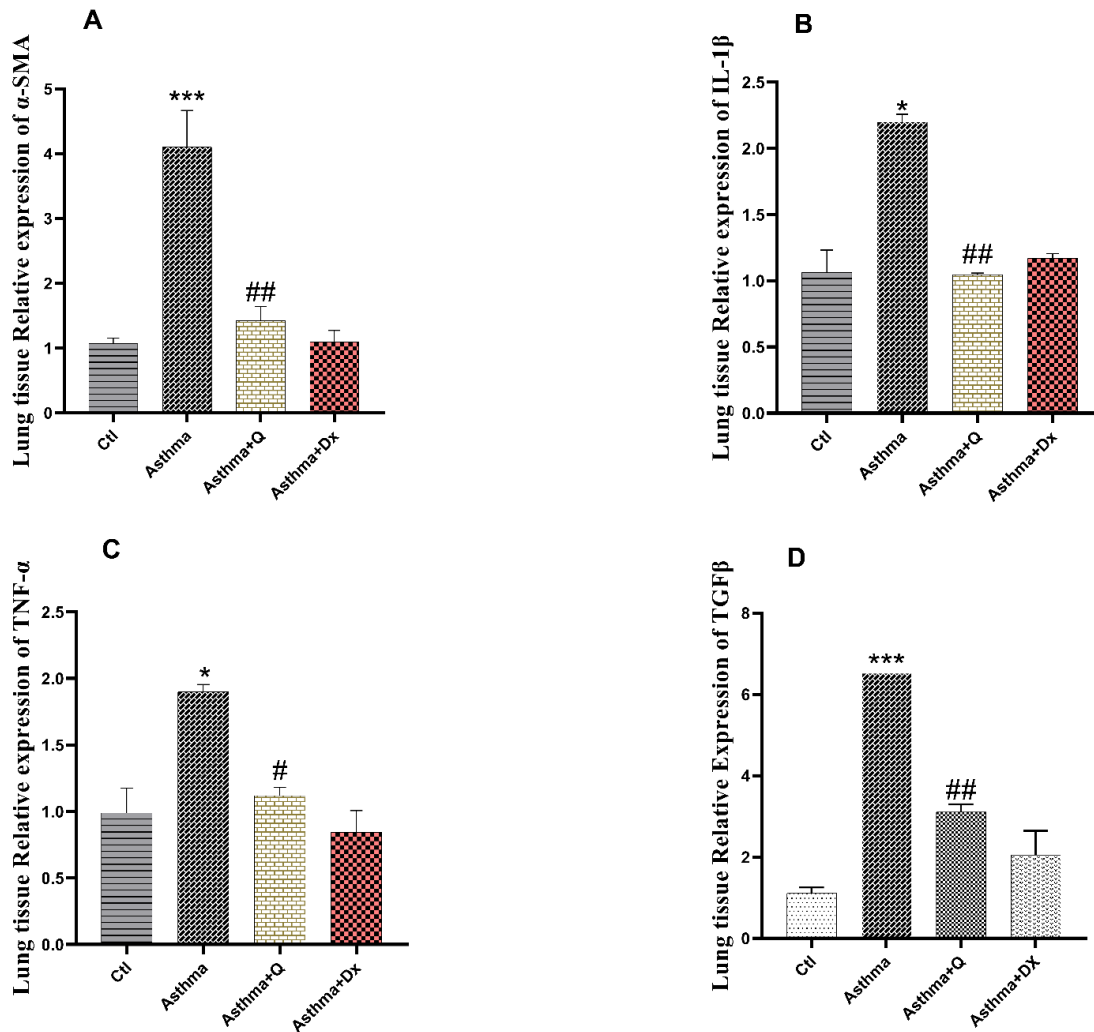 A
Lung tissue Relative expression of α-SMA
5
4
3
2
1
0
***
##
Ctl
Asthma
Asthma+Q
Asthma+Dx
B
Lung tissue Relative expression of IL-1β
2.5
2.0
1.5
1.0
0.5
0.0
*
##
Ctl
Asthma
Asthma+Q
Asthma+Dx
C
Lung tissue Relative expression of TNF-α
2.5
2.0
1.5
1.0
0.5
0.0
*
#
Ctl
Asthma
Asthma+Q
Asthma+Dx
D
Lung tissue Relative Expression of TGFβ
8
6
4
2
0
***
##
Ctl
Asthma
Asthma+Q
Asthma+DX